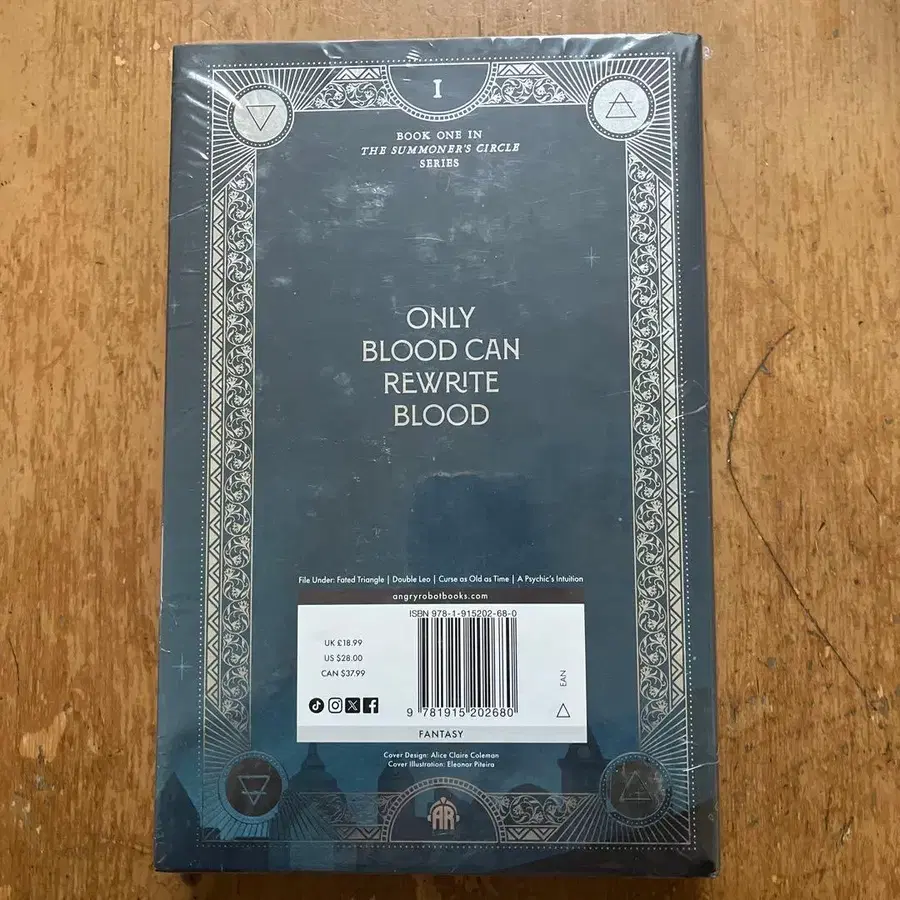 I
BOOK ONE IN
THE SUMMONER'S CIRCLE
SERIES
ONLY
BLOOD CAN
REWRITE
BLOOD
File Under: Fated Triangle | Double Leo | Curse as Old as Time | A Psychic's Intuition
angryrobotbooks.com
ISBN 978-1-915202-68-0
UK £18.99
US $28.00
CAN $37.99
EAN
9 781915 202680
FANTASY
Cover Design: Alice Claire Coleman
Cover Illustration: Eleonor Piteira
AR